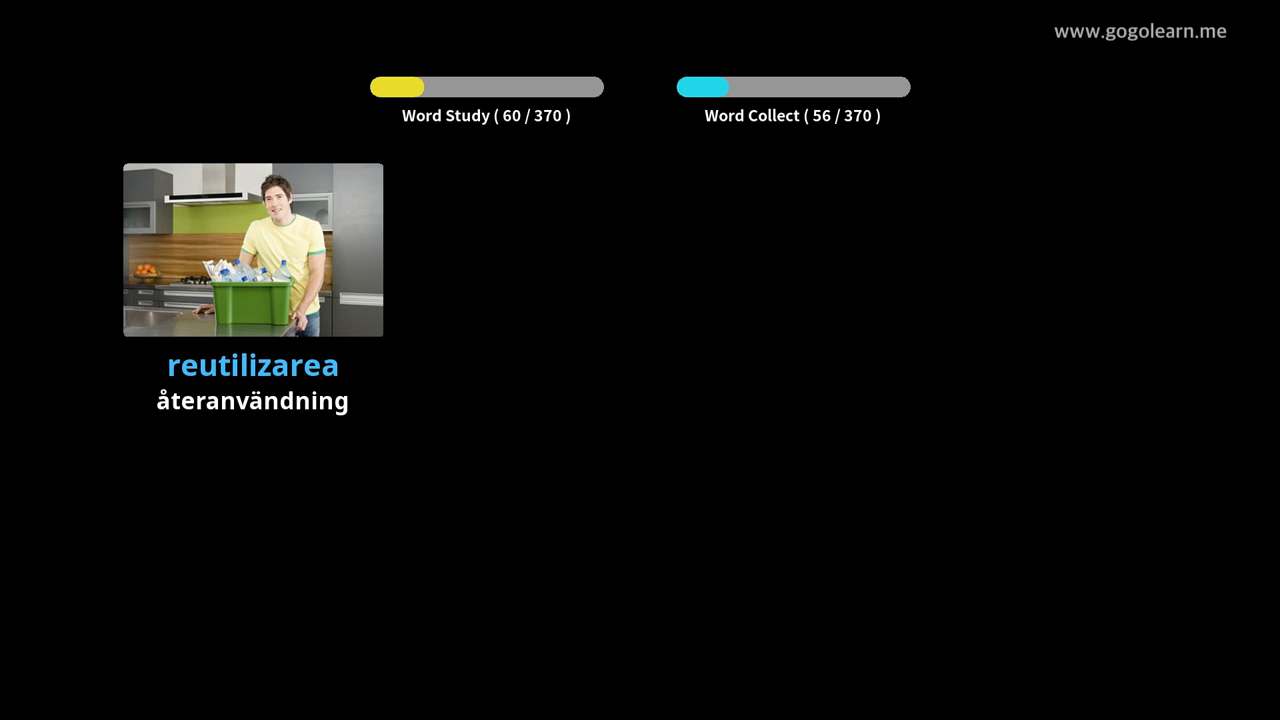 www.gogolearn.me
Word Study ( 60 / 370 )
Word Collect ( 56 / 370 )
reutilizarea
återanvändning